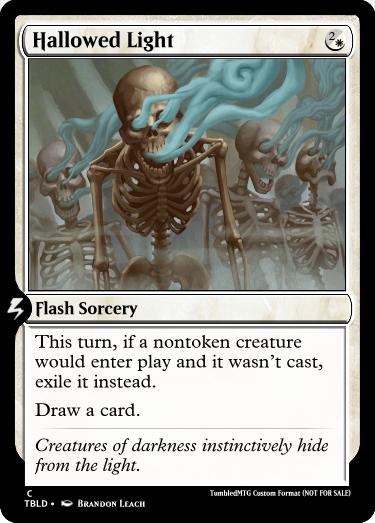 Hallowed Light
2
Flash Sorcery
This turn, if a nontoken creature
would enter play and it wasn't cast,
exile it instead.
Draw a card.
Creatures of darkness instinctively hide
from the light.
C
TBLD • Brandon Leach
TumbledMTG Custom Format (NOT FOR SALE)